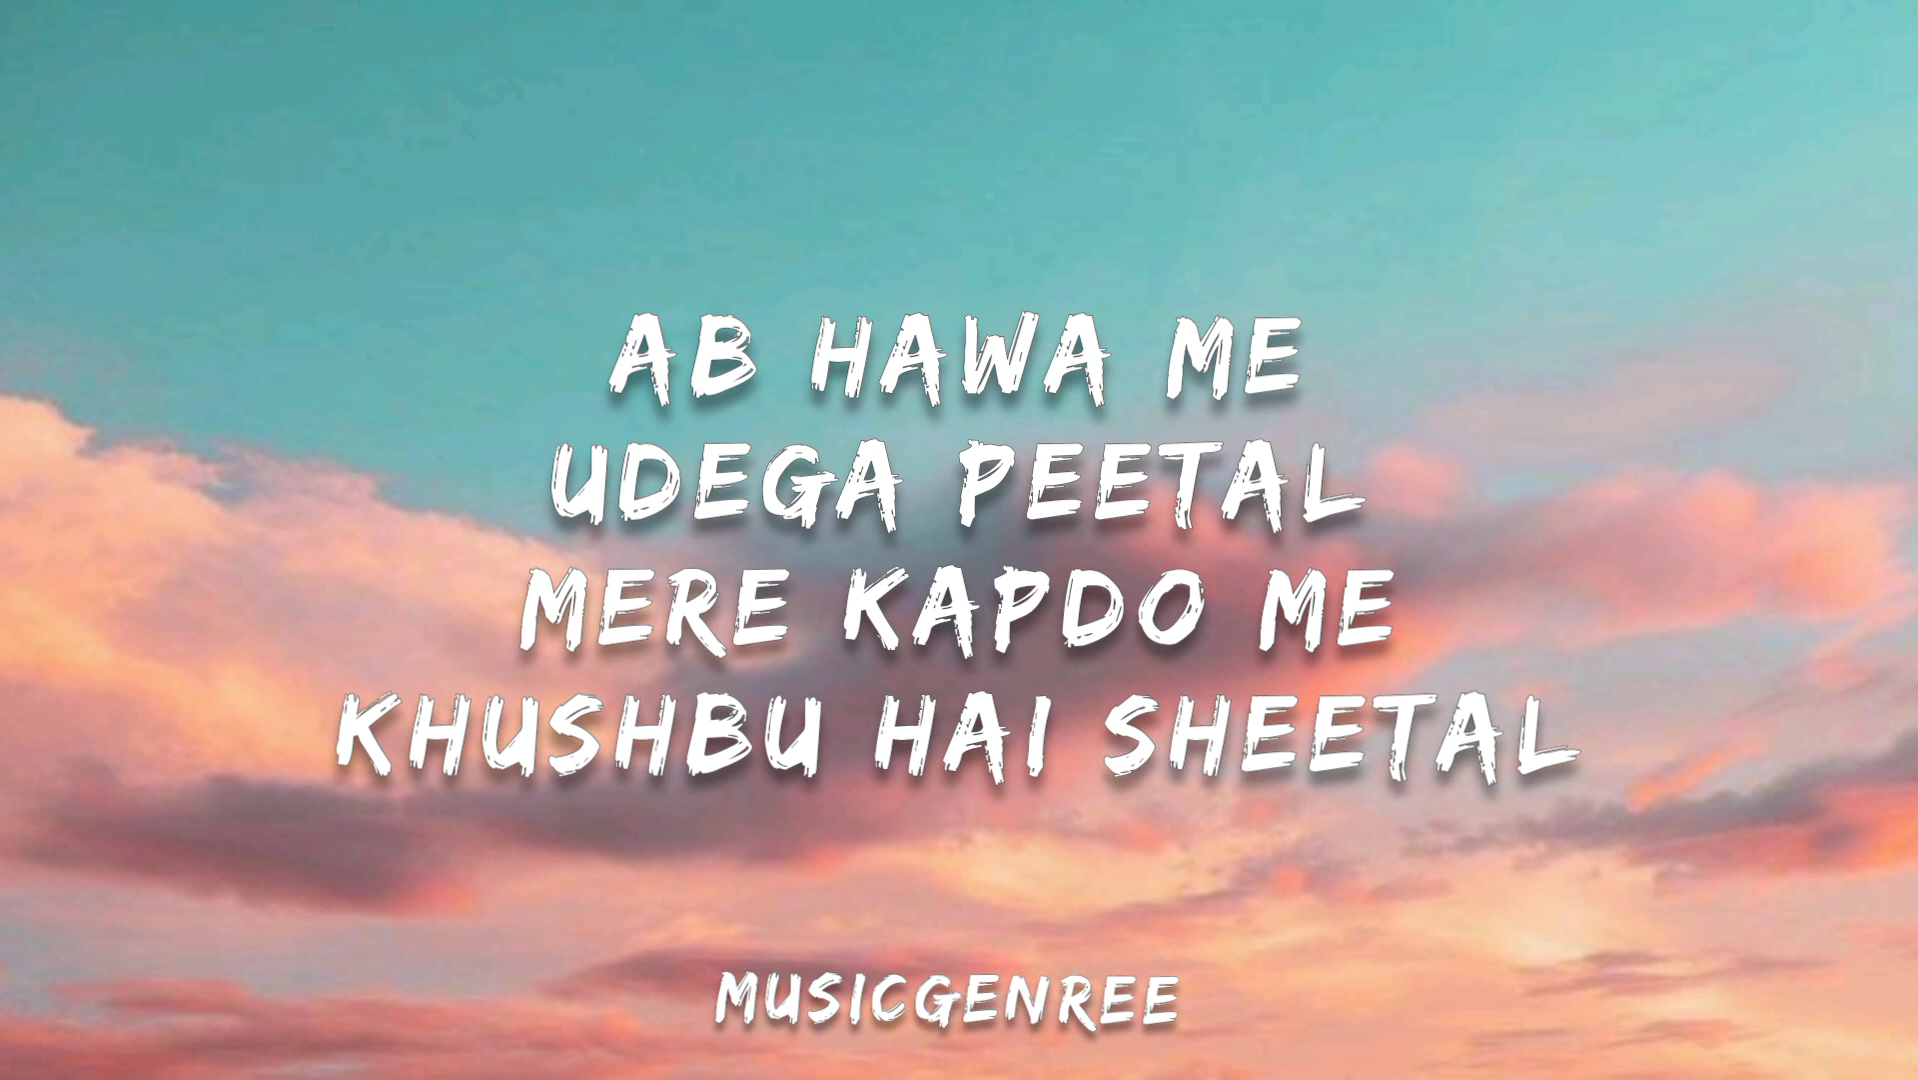 AB HAWA ME
UDEGA PEETAL
MERE KAPDO ME
KHUSHBU HAI SHEETAL
MUSICGENREE